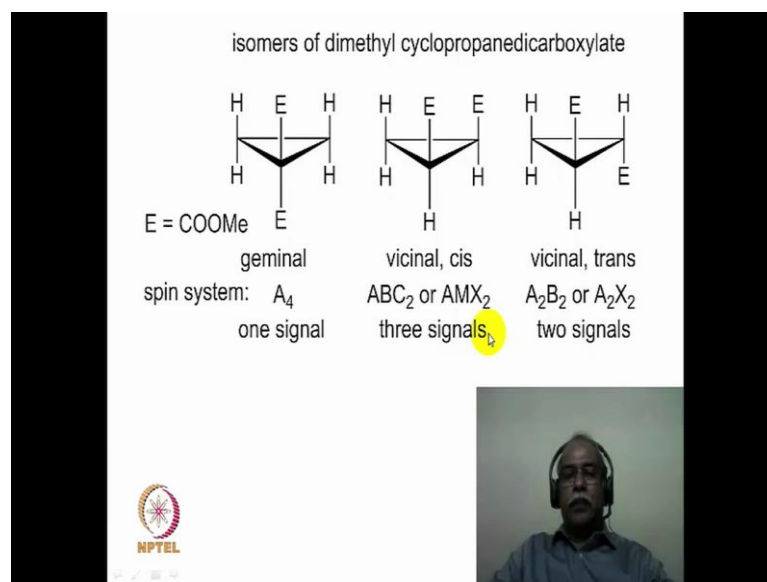 isomers of dimethyl cyclopropanedicarboxylate
H E H H E E H E H
H H H H H E
E = COOMe E H H
geminal vicinal, cis vicinal, trans
spin system: A₄ ABC₂ or AMX₂ A₂B₂ or A₂X₂
one signal three signals two signals
NPTEL